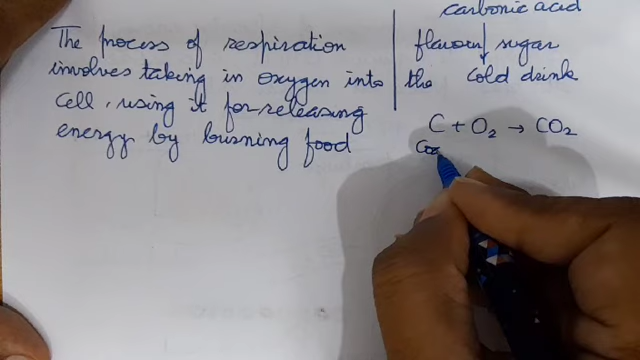 The process of respiration
involves taking in oxygen into the
cell, using it for releasing
energy by burning food
carbonic acid
flavour ↓ sugar
cold drink
C + O₂ → CO₂